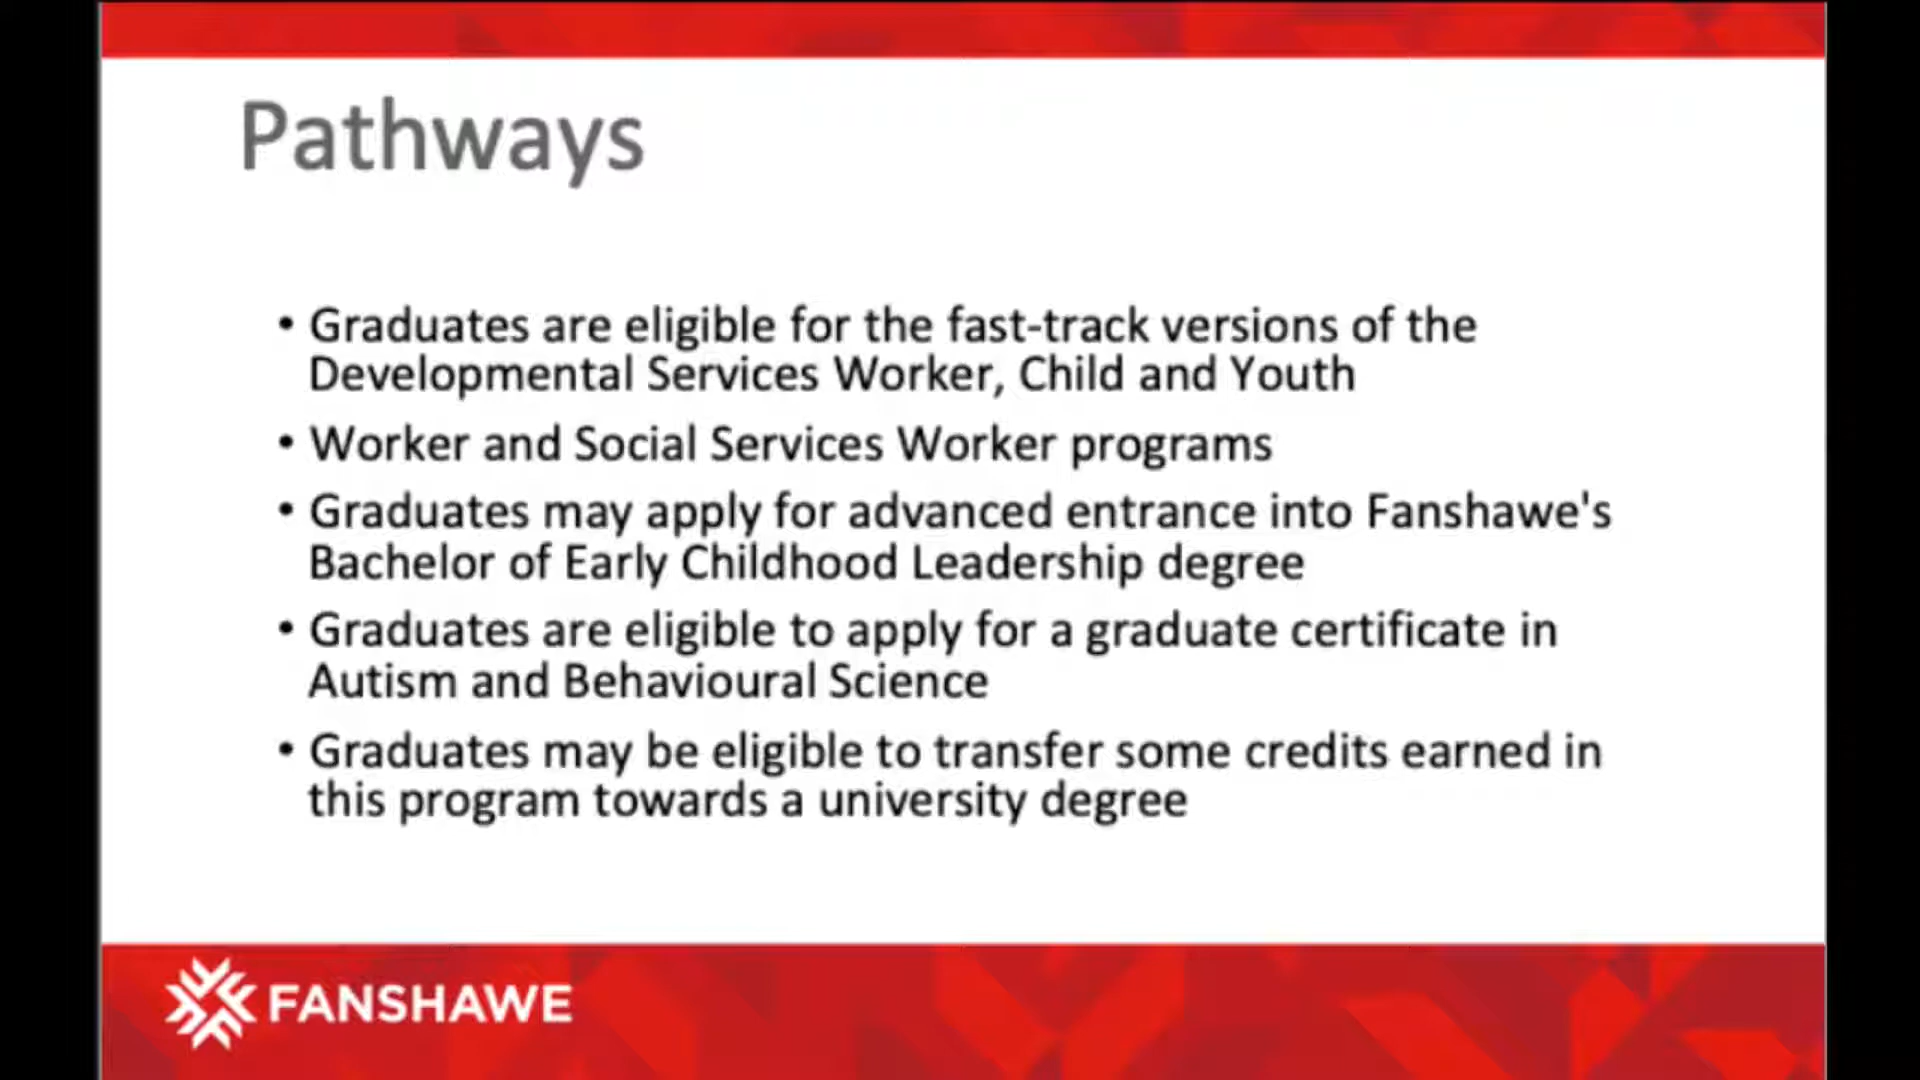 Pathways
• Graduates are eligible for the fast-track versions of the
Developmental Services Worker, Child and Youth
• Worker and Social Services Worker programs
• Graduates may apply for advanced entrance into Fanshawe's
Bachelor of Early Childhood Leadership degree
• Graduates are eligible to apply for a graduate certificate in
Autism and Behavioural Science
• Graduates may be eligible to transfer some credits earned in
this program towards a university degree
FANSHAWE